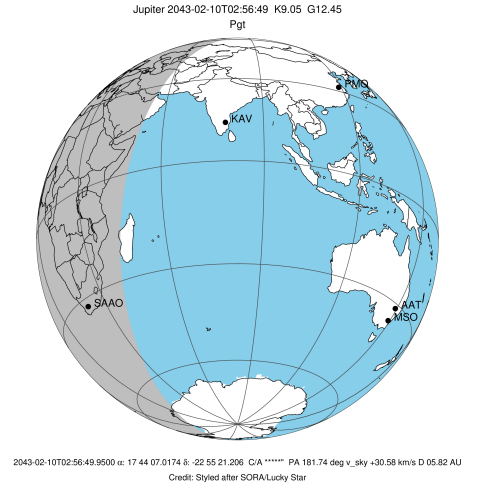 Jupiter 2043-02-10T02:56:49 K9.05 G12.45
Pgt
PMO
KAV
SAAO
AAT
MSO
2043-02-10T02:56:49.9500 α: 17 44 07.0174 δ: -22 55 21.206 C/A *****" PA 181.74 deg v_sky +30.58 km/s D 05.82 AU
Credit: Styled after SORA/Lucky Star